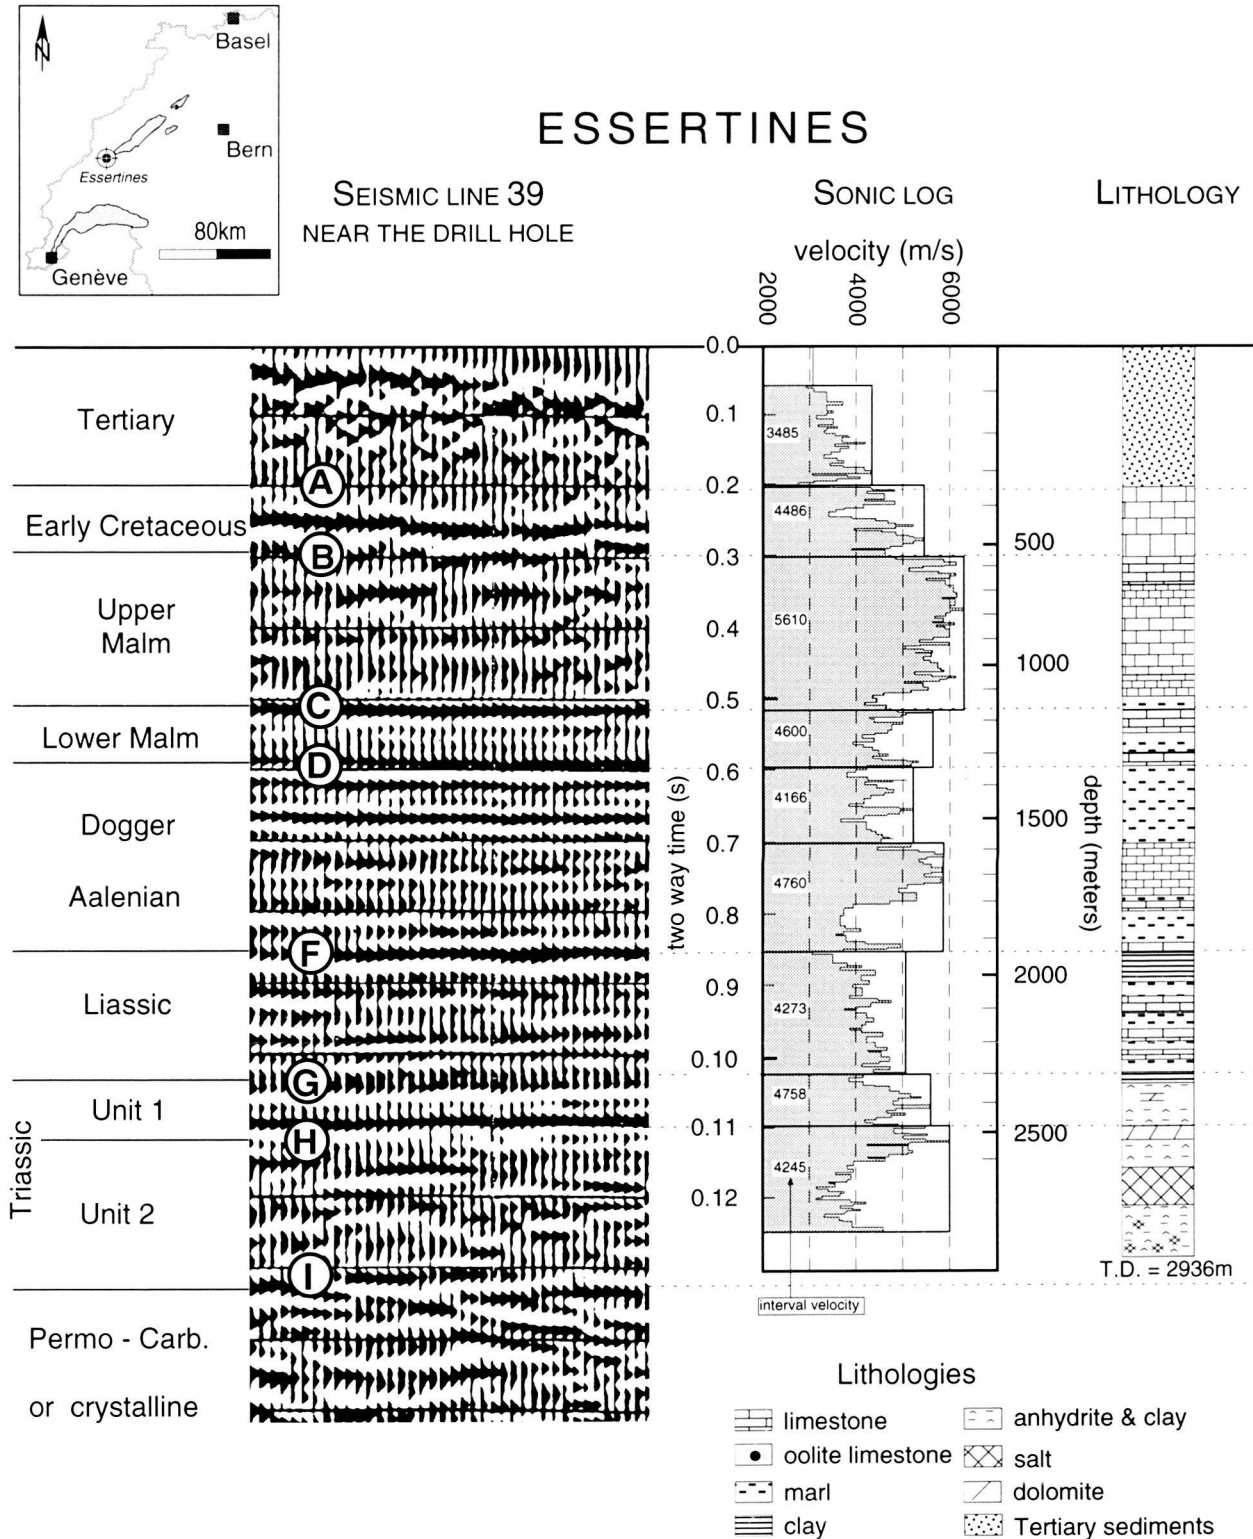 N
Basel
Bern
Essertines
80km
Genève
ESSERTINES
SEISMIC LINE 39
NEAR THE DRILL HOLE
SONIC LOG
LITHOLOGY
velocity (m/s)
2000
4000
6000
Tertiary
Early Cretaceous
Upper
Malm
Lower Malm
Dogger
Aalenian
Liassic
Triassic
Unit 1
Unit 2
Permo - Carb.
or crystalline
A
B
C
D
F
G
H
I
two way time (s)
0.0
0.1
0.2
0.3
0.4
0.5
0.6
0.7
0.8
0.9
0.10
0.11
0.12
3485
4486
5610
4600
4166
4760
4273
4758
4245
interval velocity
depth (meters)
500
1000
1500
2000
2500
T.D. = 2936m
Lithologies
limestone
oolite limestone
marl
clay
anhydrite & clay
salt
dolomite
Tertiary sediments